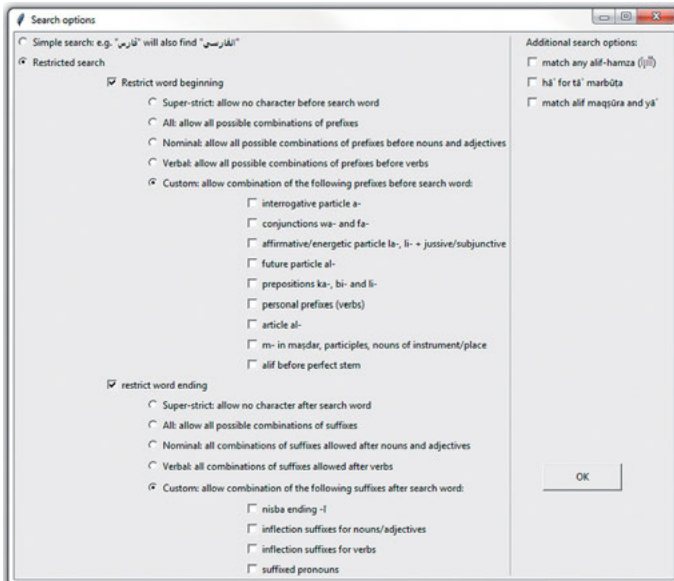 Search options
Simple search: e.g. "فارس" will also find "الفارسي"
Restricted search
Restrict word beginning
Super-strict: allow no character before search word
All: allow all possible combinations of prefixes
Nominal: allow all possible combinations of prefixes before nouns and adjectives
Verbal: allow all possible combinations of prefixes before verbs
Custom: allow combination of the following prefixes before search word:
interrogative particle a-
conjunctions wa- and fa-
affirmative/energetic particle la-, li- + jussive/subjunctive
future particle al-
prepositions ka-, bi- and li-
personal prefixes (verbs)
article al-
m- in maṣdar, participles, nouns of instrument/place
alif before perfect stem
restrict word ending
Super-strict: allow no character after search word
All: allow all possible combinations of suffixes
Nominal: all combinations of suffixes allowed after nouns and adjectives
Verbal: all combinations of suffixes allowed after verbs
Custom: allow combination of the following suffixes after search word:
nisba ending -ī
inflection suffixes for nouns/adjectives
inflection suffixes for verbs
suffixed pronouns
Additional search options:
match any alif-hamza
hāʾ for tāʾ marbūṭa
match alif maqṣūra and yāʾ
OK